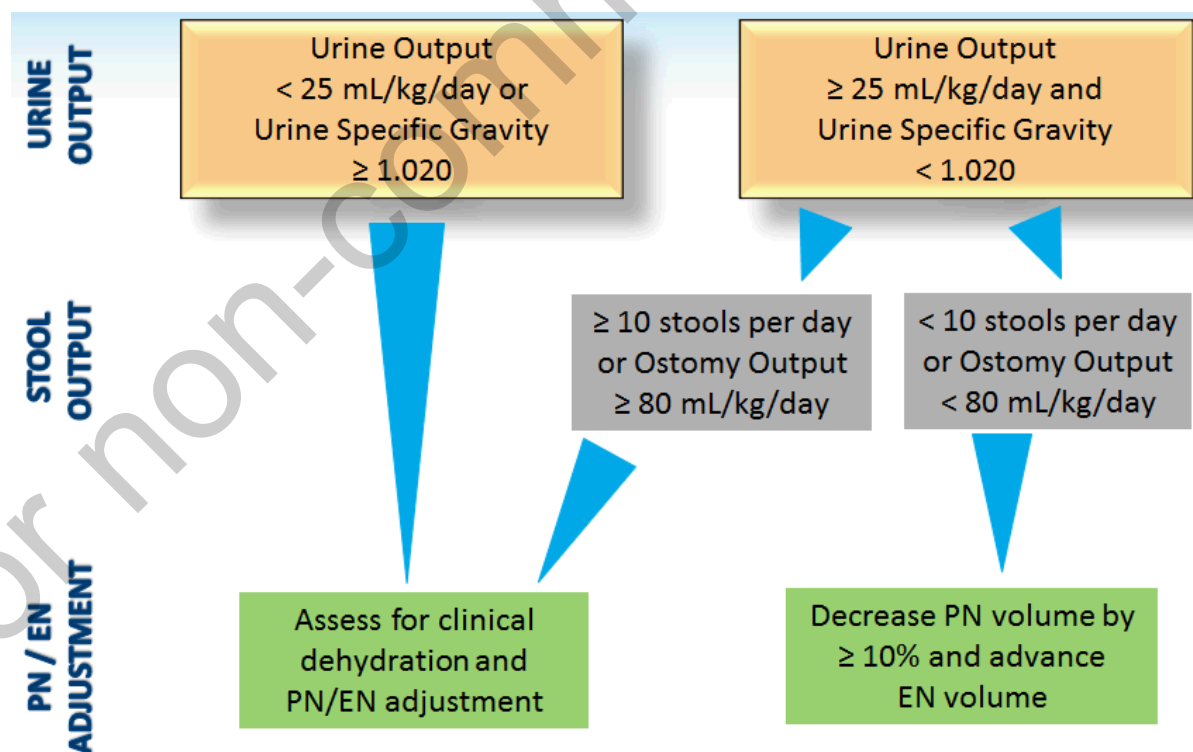 URINE
OUTPUT
Urine Output
< 25 mL/kg/day or
Urine Specific Gravity
≥ 1.020
Urine Output
≥ 25 mL/kg/day and
Urine Specific Gravity
< 1.020
STOOL
OUTPUT
≥ 10 stools per day
or Ostomy Output
≥ 80 mL/kg/day
< 10 stools per day
or Ostomy Output
< 80 mL/kg/day
PN / EN
ADJUSTMENT
Assess for clinical
dehydration and
PN/EN adjustment
Decrease PN volume by
≥ 10% and advance
EN volume
or non-comm